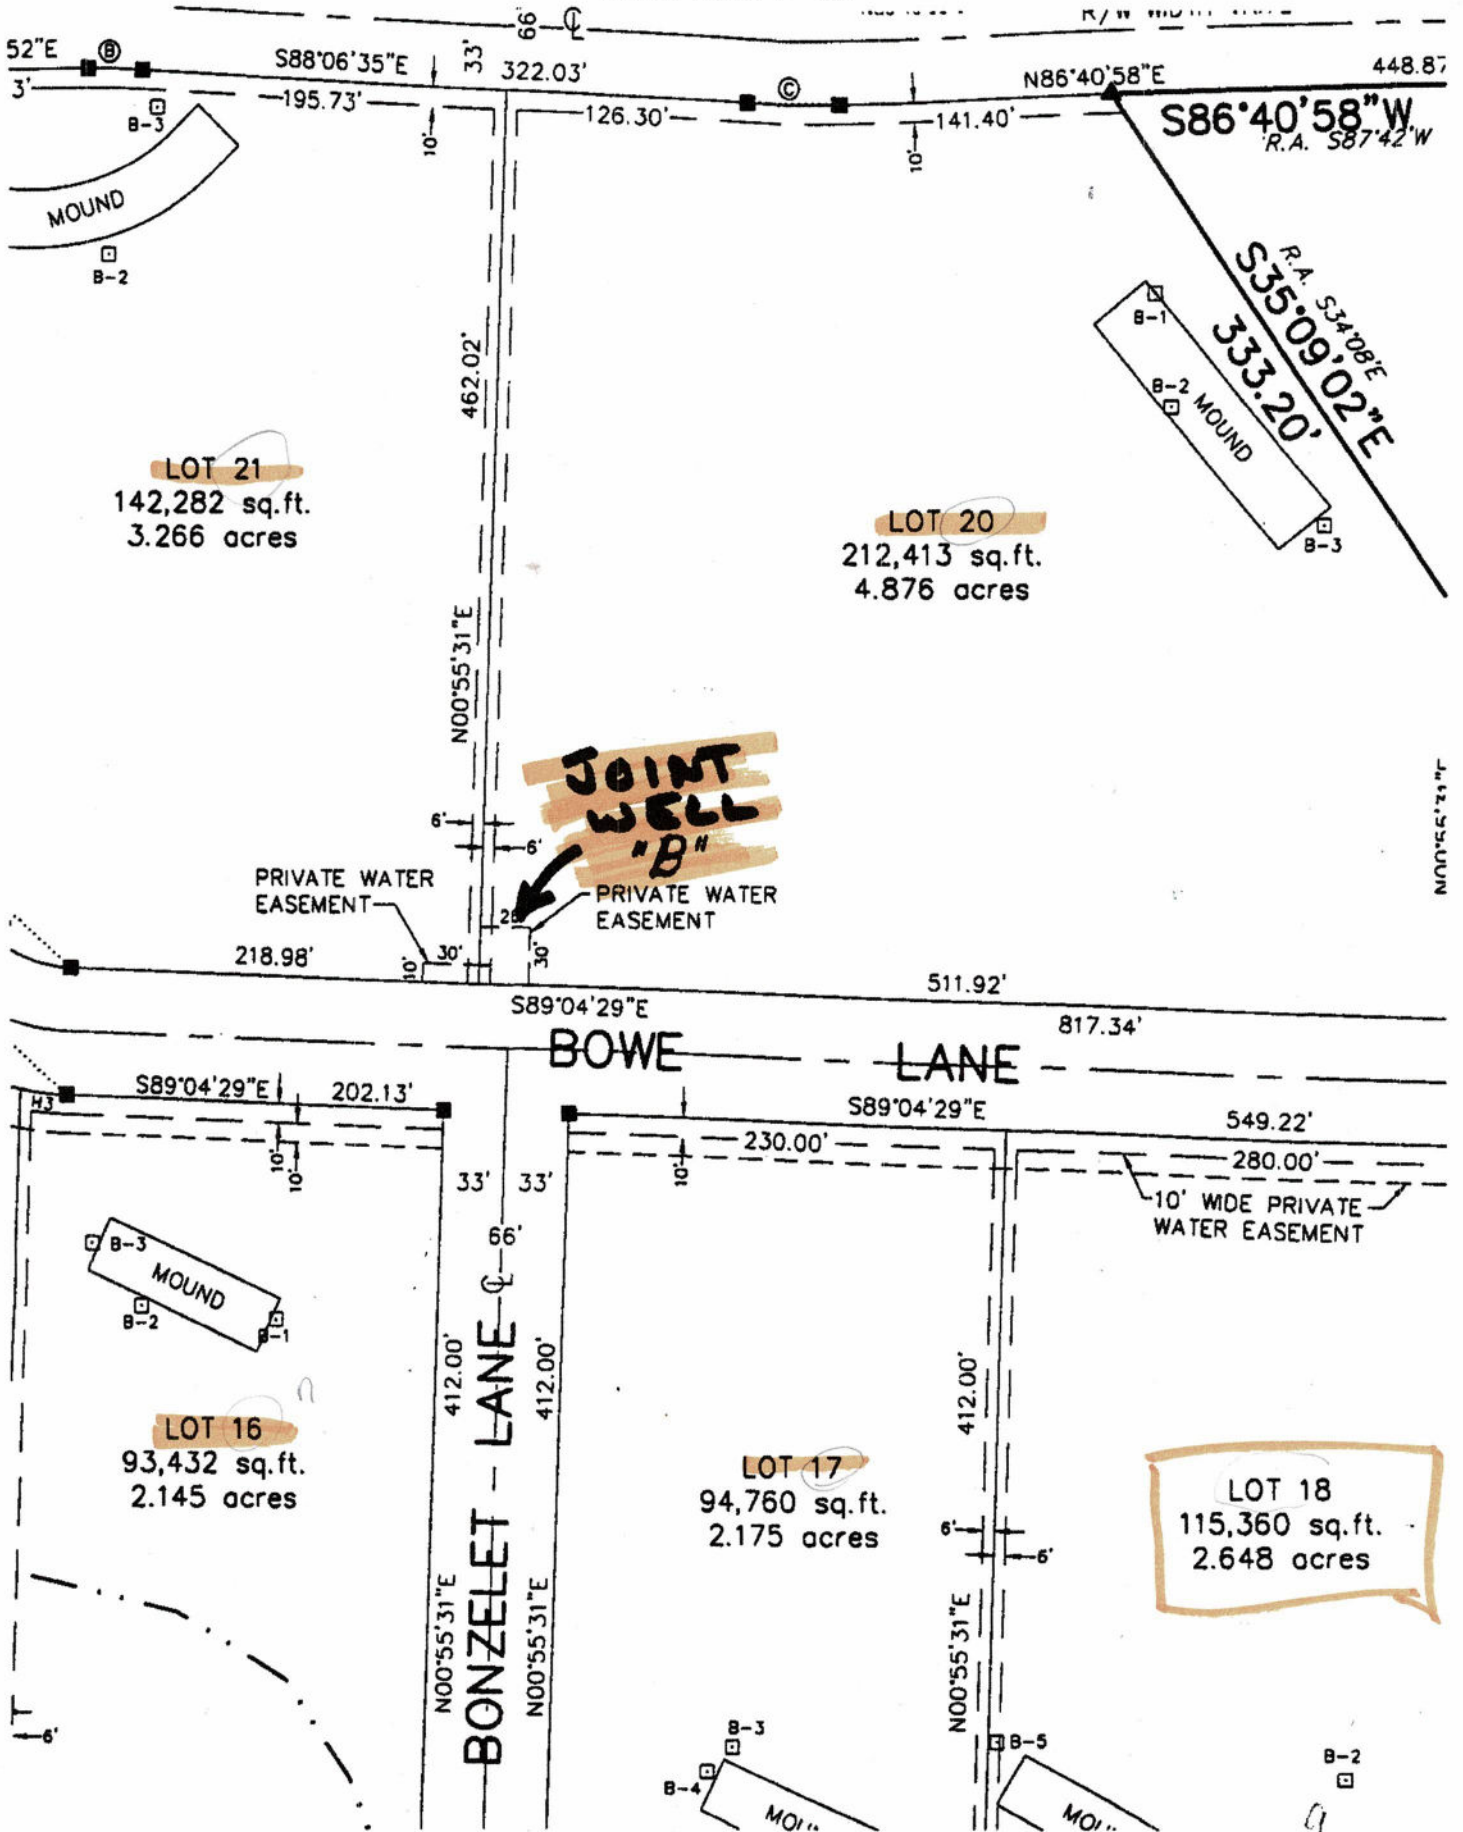 66' ℄
52"E
Ⓑ
S88°06'35"E
33'
322.03'
Ⓒ
N86°40'58"E
448.87
3'
195.73'
126.30'
141.40'
S86°40'58"W
R.A. S87°42'W
10'
10'
B-3
MOUND
B-2
462.02'
R.A. S34°08'E
S35°09'02"E
333.20'
B-1
B-2
MOUND
B-3
LOT 21
142,282 sq.ft.
3.266 acres
LOT 20
212,413 sq.ft.
4.876 acres
N00°55'31"E
JOINT
WELL
"B"
6'
6'
PRIVATE WATER
EASEMENT
PRIVATE WATER
EASEMENT
218.98'
10'
30'
30'
511.92'
S89°04'29"E
817.34'
BOWE LANE
S89°04'29"E
202.13'
S89°04'29"E
549.22'
H3
10'
10'
230.00'
10'
280.00'
10' WIDE PRIVATE
WATER EASEMENT
33'
33'
66'
B-3
MOUND
B-2
B-1
412.00'
BONZELET LANE ℄
412.00'
412.00'
LOT 16
93,432 sq.ft.
2.145 acres
LOT 17
94,760 sq.ft.
2.175 acres
LOT 18
115,360 sq.ft.
2.648 acres
6'
6'
N00°55'31"E
N00°55'31"E
N00°55'31"E
6'
B-3
B-4
B-5
B-2